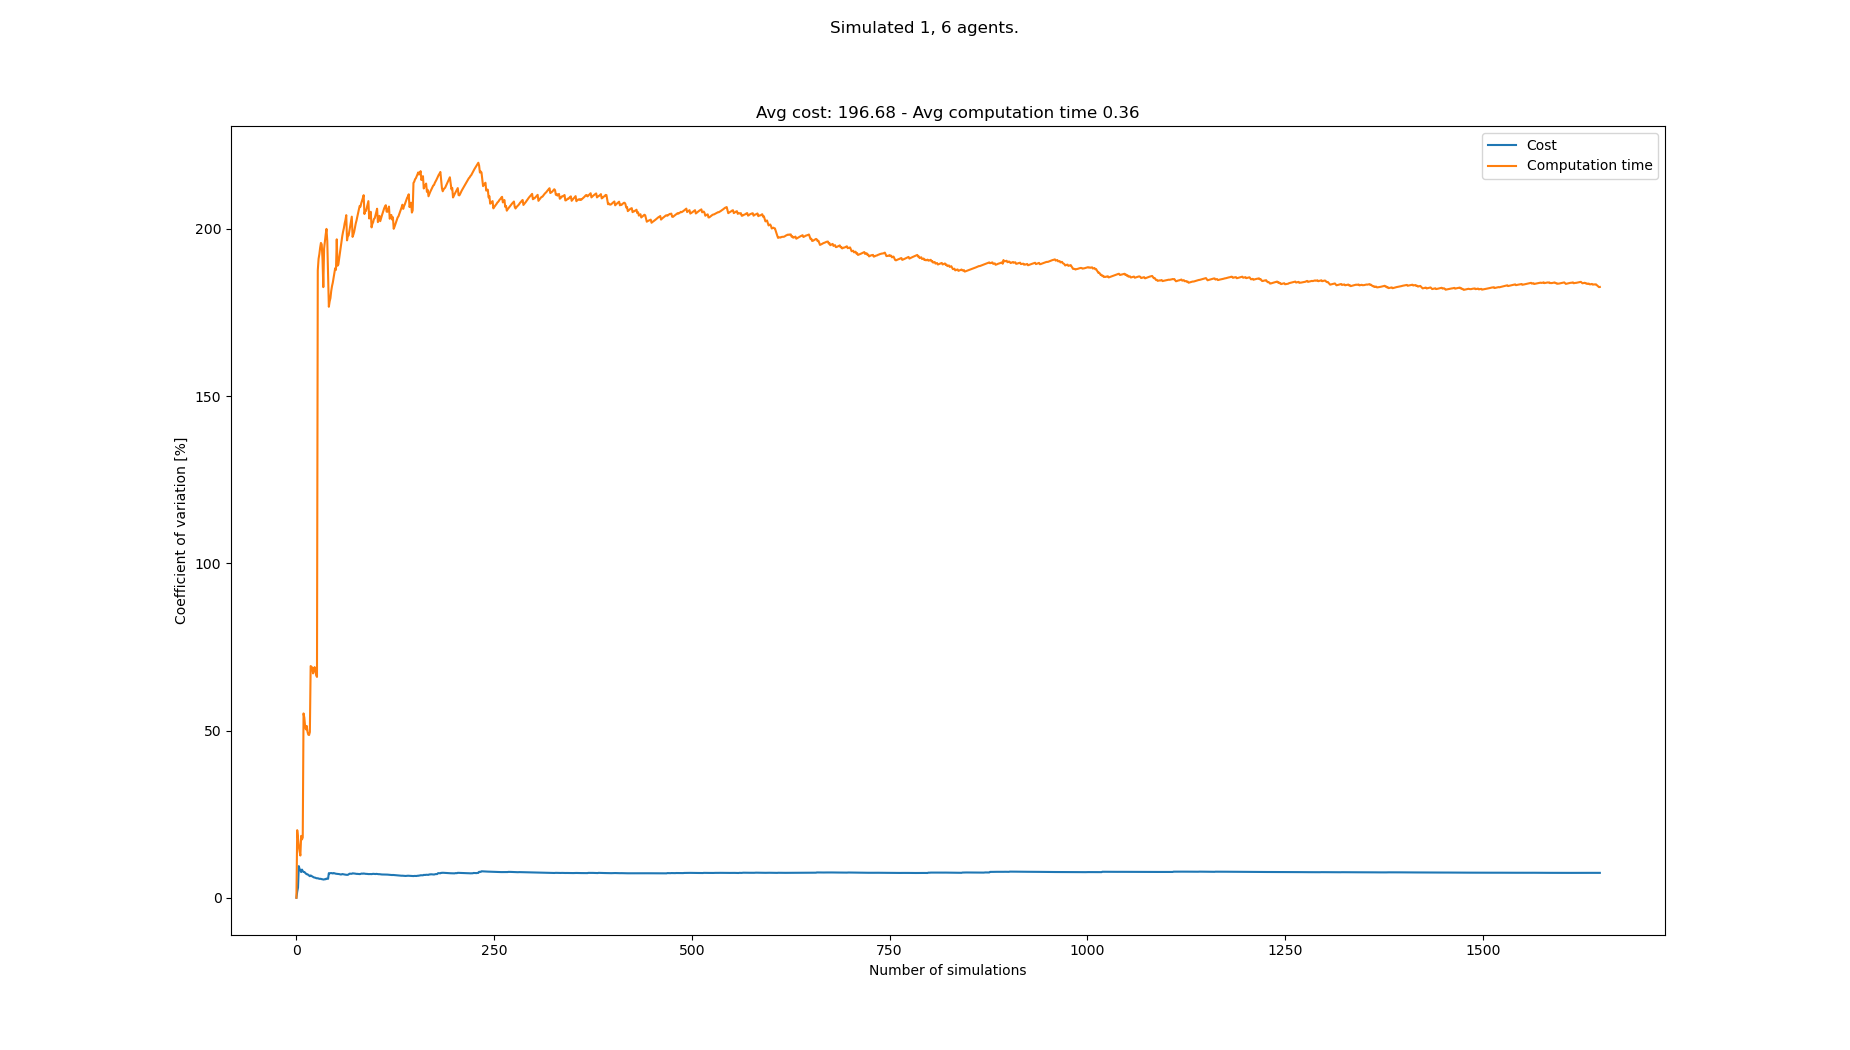 Simulated 1, 6 agents.
Avg cost: 196.68 - Avg computation time 0.36
Cost
Computation time
200
150
100
50
0
Coefficient of variation [%]
0 250 500 750 1000 1250 1500
Number of simulations